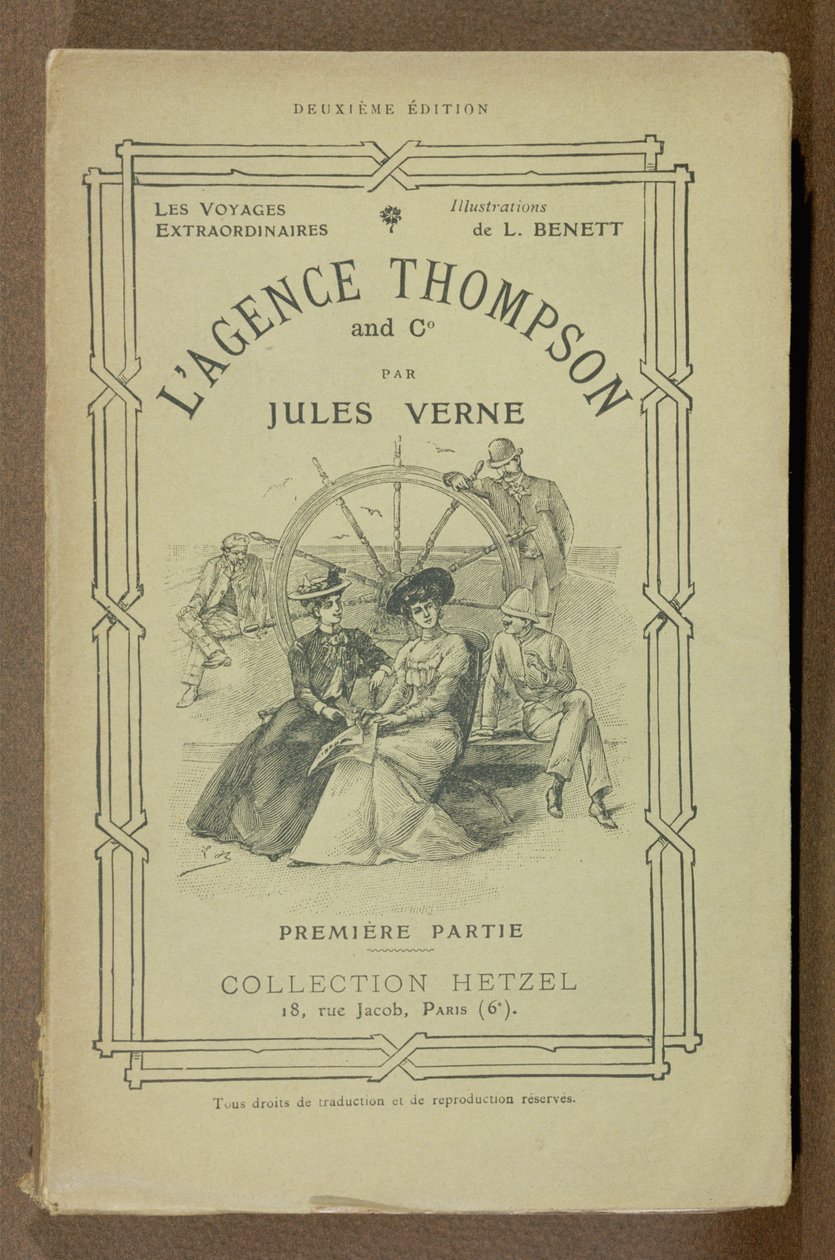 DEUXIÈME ÉDITION
LES VOYAGES
EXTRAORDINAIRES
Illustrations
de L. BENETT
L'AGENCE THOMPSON
and Cº
PAR
JULES VERNE
PREMIÈRE PARTIE
COLLECTION HETZEL
18, rue Jacob, PARIS (6e).
Tous droits de traduction et de reproduction réservés.